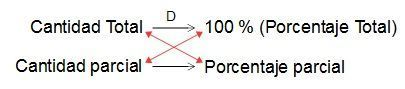 D
Cantidad Total 100 % (Porcentaje Total)
Cantidad parcial Porcentaje parcial